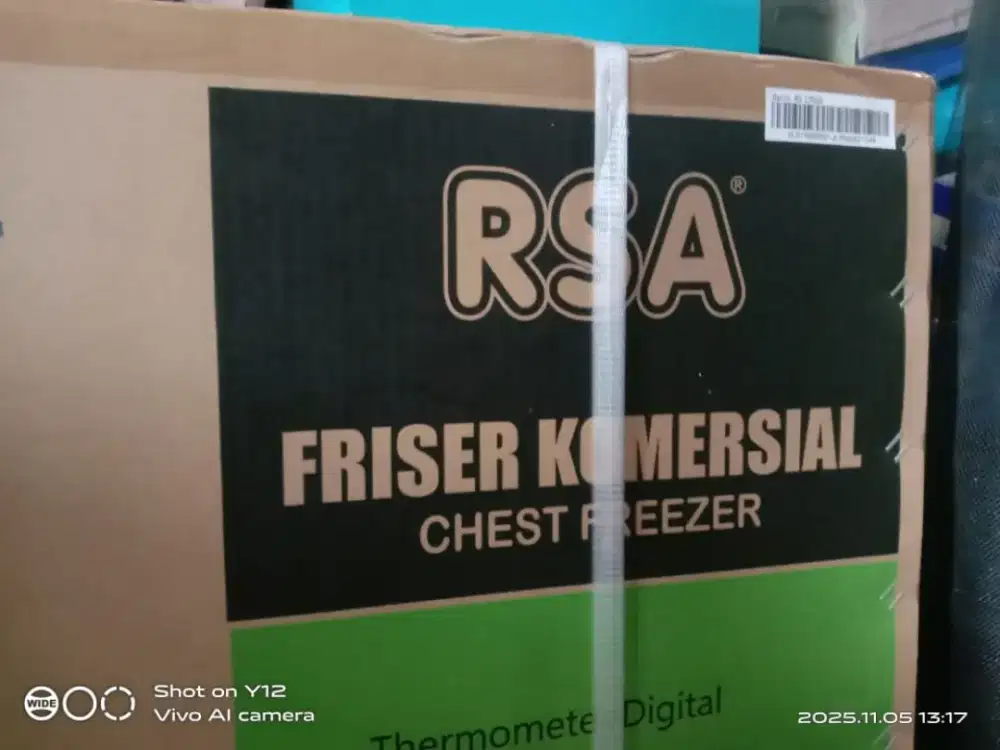 RSA®
FRISER KOMERSIAL
CHEST FREEZER
Thermometer Digital
WIDE
Shot on Y12
Vivo AI camera
2025.11.05 13:17